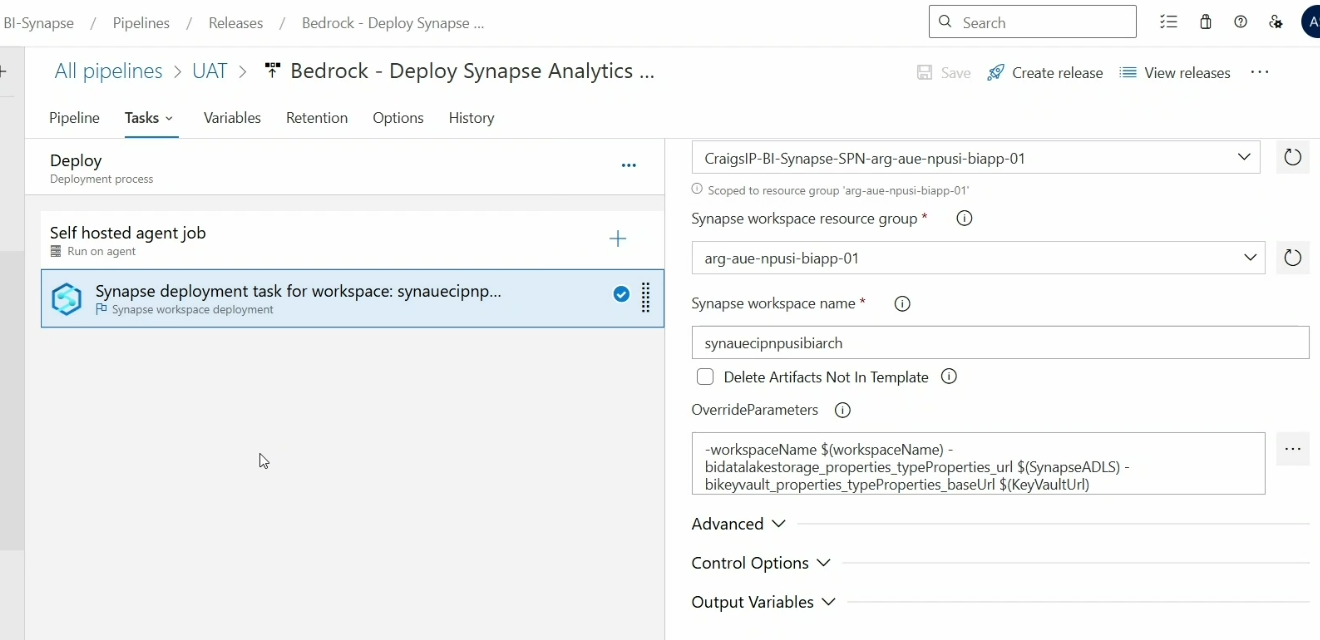 BI-Synapse / Pipelines / Releases / Bedrock - Deploy Synapse ...
Search
A
All pipelines > UAT > Bedrock - Deploy Synapse Analytics ...
Save
Create release
View releases
Pipeline
Tasks
Variables
Retention
Options
History
Deploy
Deployment process
Self hosted agent job
Run on agent
Synapse deployment task for workspace: synauecipnp...
Synapse workspace deployment
CraigsIP-BI-Synapse-SPN-arg-aue-npusi-biapp-01
Scoped to resource group 'arg-aue-npusi-biapp-01'
Synapse workspace resource group *
arg-aue-npusi-biapp-01
Synapse workspace name *
synauecipnpusibiarch
Delete Artifacts Not In Template
OverrideParameters
-workspaceName $(workspaceName) -
bidatalakestorage_properties_typeProperties_url $(SynapseADLS) -
bikeyvault_properties_typeProperties_baseUrl $(KeyVaultUrl)
Advanced
Control Options
Output Variables